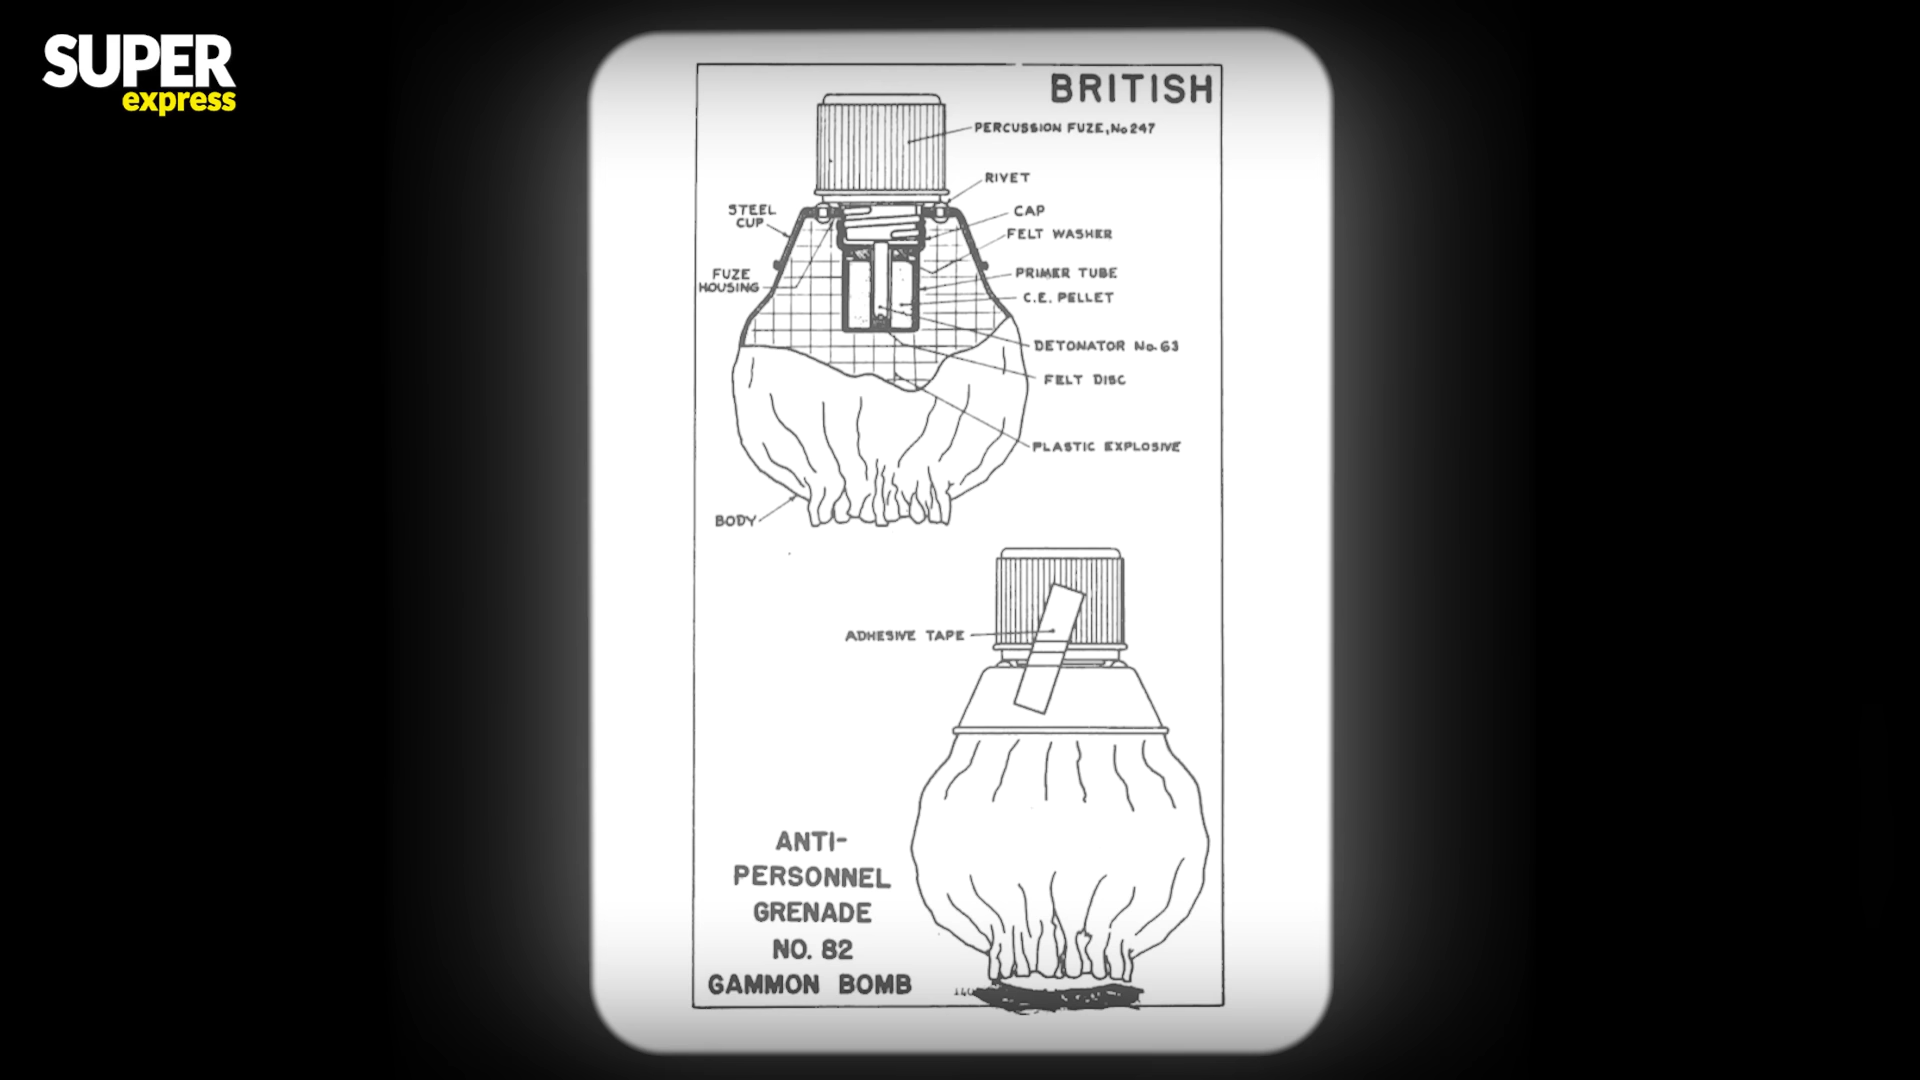 SUPER
express
BRITISH
PERCUSSION FUZE, No 247
RIVET
STEEL
CUP
CAP
FELT WASHER
FUZE
HOUSING
PRIMER TUBE
C.E. PELLET
DETONATOR No. 63
FELT DISC
PLASTIC EXPLOSIVE
BODY
ADHESIVE TAPE
ANTI-
PERSONNEL
GRENADE
NO. 82
GAMMON BOMB